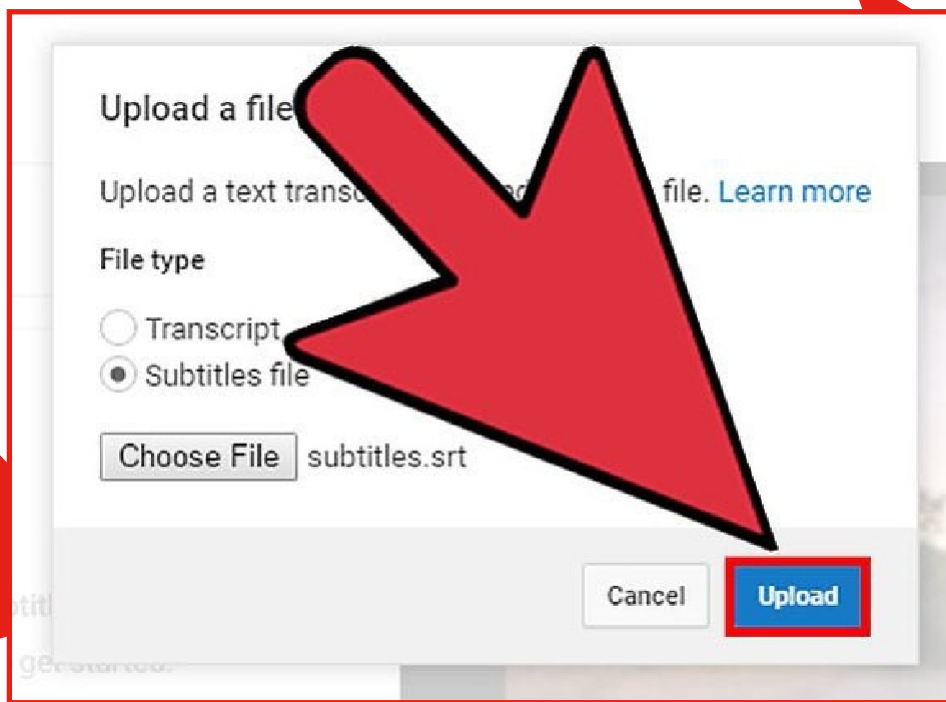 Upload a file
Upload a text file. Learn more
File type
Transcript
Subtitles file
Choose File subtitles.srt
Cancel Upload
get started.